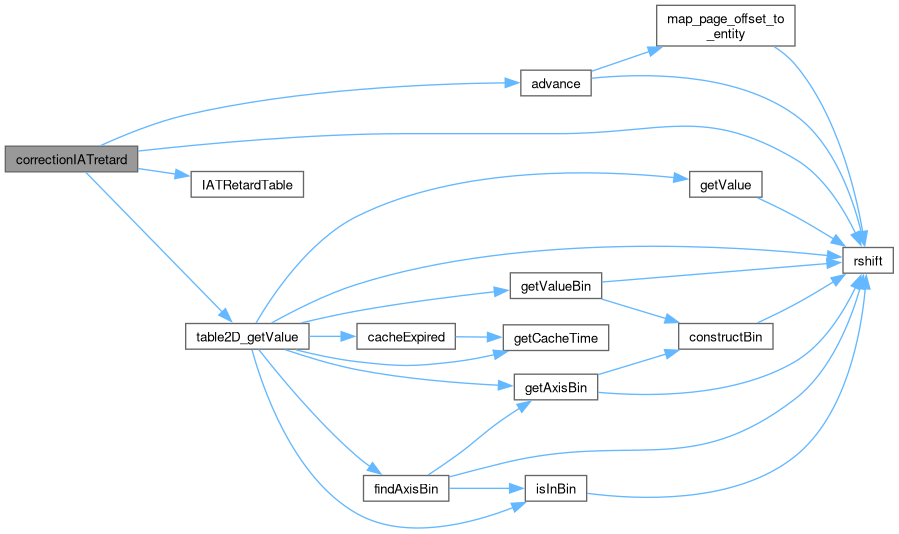 map_page_offset_to
_entity
advance
correctionIATretard
IATRetardTable
getValue
rshift
getValueBin
table2D_getValue
cacheExpired
getCacheTime
constructBin
getAxisBin
findAxisBin
isInBin